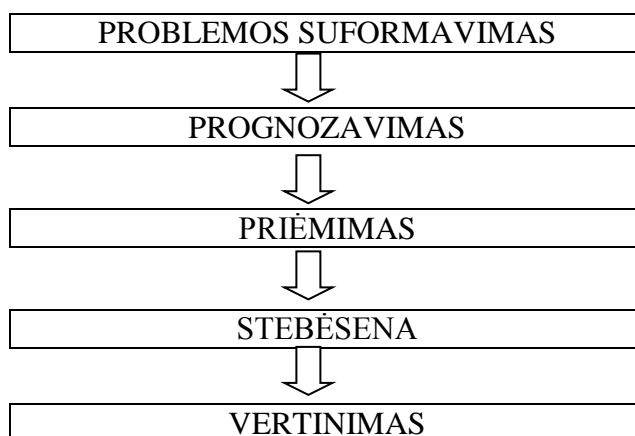 PROBLEMOS SUFORMAVIMAS
PROGNOZAVIMAS
PRIĖMIMAS
STEBĖSENA
VERTINIMAS